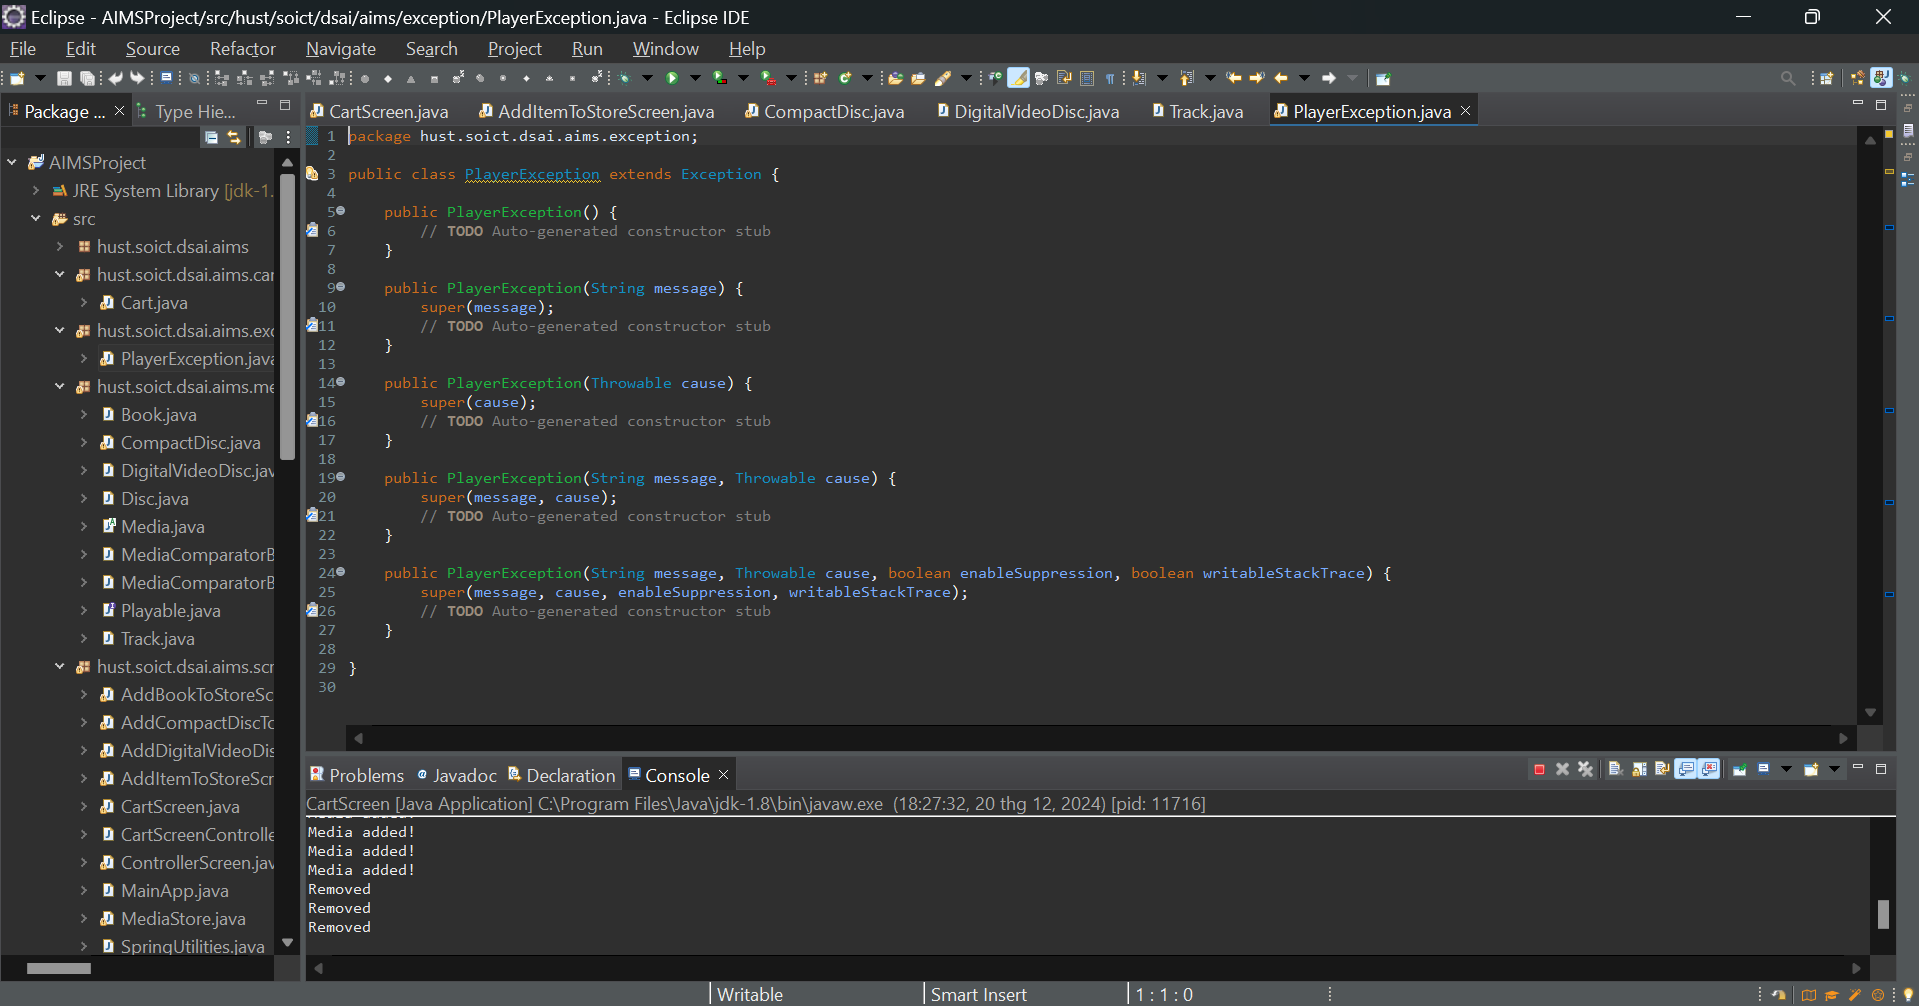 Eclipse - AIMSProject/src/hust/soict/dsai/aims/exception/PlayerException.java - Eclipse IDE
File Edit Source Refactor Navigate Search Project Run Window Help
Package ... Type Hie...
CartScreen.java AddItemToStoreScreen.java CompactDisc.java DigitalVideoDisc.java Track.java PlayerException.java
AIMSProject
JRE System Library [jdk-1.
src
hust.soict.dsai.aims
hust.soict.dsai.aims.car
Cart.java
hust.soict.dsai.aims.exc
PlayerException.java
hust.soict.dsai.aims.me
Book.java
CompactDisc.java
DigitalVideoDisc.jav
Disc.java
Media.java
MediaComparatorB
MediaComparatorB
Playable.java
Track.java
hust.soict.dsai.aims.scr
AddBookToStoreSc
AddCompactDiscTo
AddDigitalVideoDis
AddItemToStoreScr
CartScreen.java
CartScreenControlle
ControllerScreen.jav
MainApp.java
MediaStore.java
SpringUtilities.java
1 package hust.soict.dsai.aims.exception;
2
3 public class PlayerException extends Exception {
4
5 public PlayerException() {
6 // TODO Auto-generated constructor stub
7 }
8
9 public PlayerException(String message) {
10 super(message);
11 // TODO Auto-generated constructor stub
12 }
13
14 public PlayerException(Throwable cause) {
15 super(cause);
16 // TODO Auto-generated constructor stub
17 }
18
19 public PlayerException(String message, Throwable cause) {
20 super(message, cause);
21 // TODO Auto-generated constructor stub
22 }
23
24 public PlayerException(String message, Throwable cause, boolean enableSuppression, boolean writableStackTrace) {
25 super(message, cause, enableSuppression, writableStackTrace);
26 // TODO Auto-generated constructor stub
27 }
28
29 }
30
Problems Javadoc Declaration Console
CartScreen [Java Application] C:\Program Files\Java\jdk-1.8\bin\javaw.exe (18:27:32, 20 thg 12, 2024) [pid: 11716]
Media added!
Media added!
Media added!
Removed
Removed
Removed
Writable Smart Insert 1 : 1 : 0